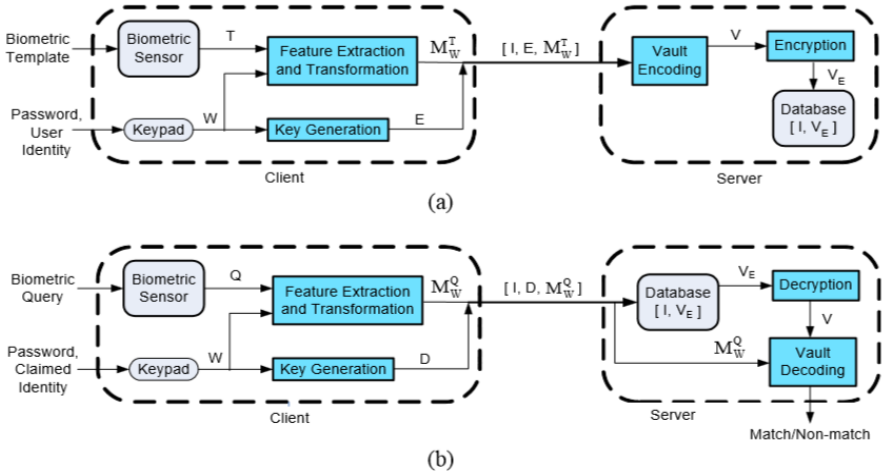 Biometric
Template
Biometric
Sensor
T
Feature Extraction
and Transformation
M_W^T
[ I, E, M_W^T ]
Vault
Encoding
V
Encryption
V_E
Database
[ I, V_E ]
Password,
User
Identity
Keypad
W
Key Generation
E
Client
Server
(a)
Biometric
Query
Biometric
Sensor
Q
Feature Extraction
and Transformation
M_W^Q
[ I, D, M_W^Q ]
Database
[ I, V_E ]
V_E
Decryption
V
M_W^Q
Vault
Decoding
Password,
Claimed
Identity
Keypad
W
Key Generation
D
Client
Server
Match/Non-match
(b)